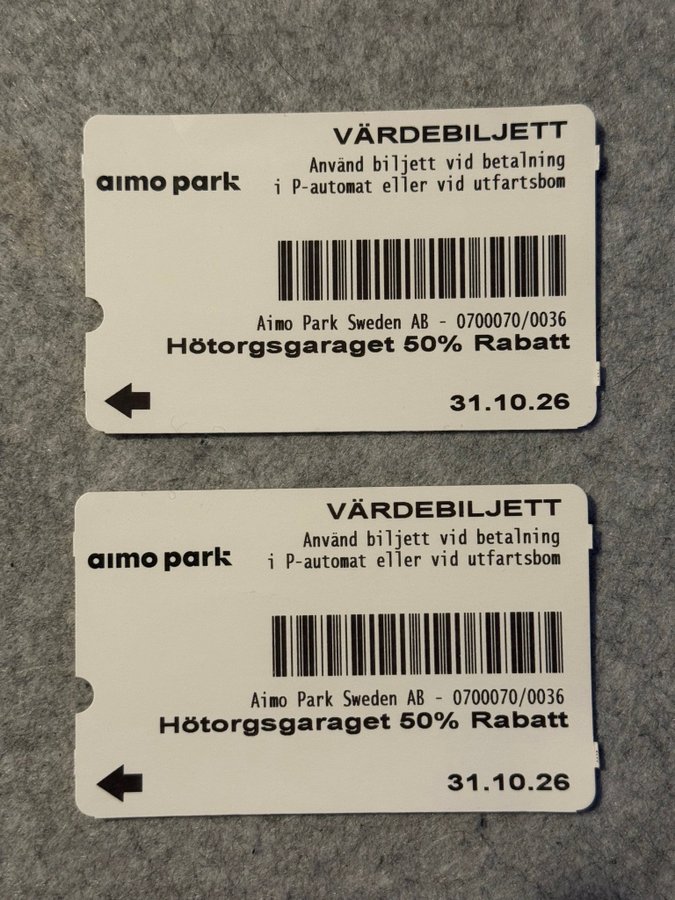 VÄRDEBILJETT
Använd biljett vid betalning
aimo park
i P-automat eller vid utfartsbom
Aimo Park Sweden AB - 0700070/0036
Hötorgsgaraget 50% Rabatt
31.10.26
VÄRDEBILJETT
Använd biljett vid betalning
aimo park
i P-automat eller vid utfartsbom
Aimo Park Sweden AB - 0700070/0036
Hötorgsgaraget 50% Rabatt
31.10.26